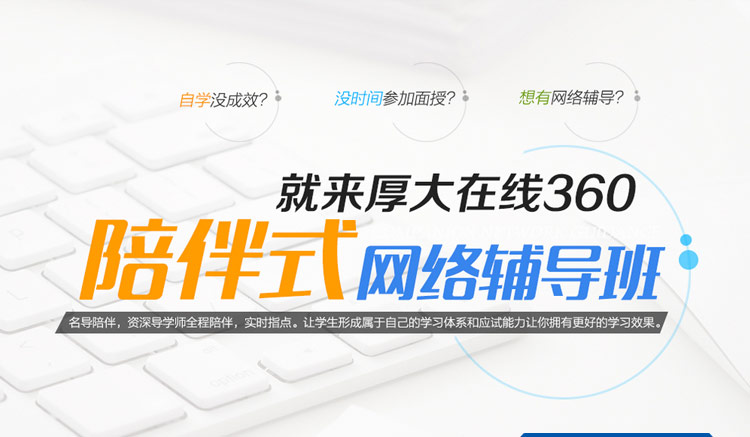 自学没成效?
没时间参加面授?
想有网络辅导?
就来厚大在线360
陪伴式网络辅导班
名导陪伴，资深导学师全程陪伴，实时指点。让学生形成属于自己的学习体系和应试能力让你拥有更好的学习效果。
option